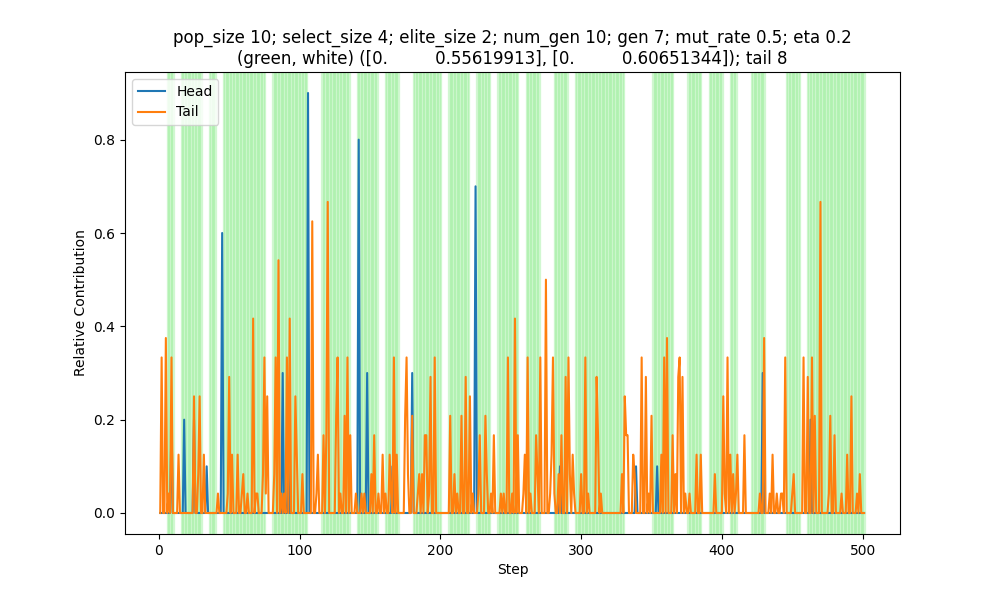 pop_size 10; select_size 4; elite_size 2; num_gen 10; gen 7; mut_rate 0.5; eta 0.2
(green, white) ([0. 0.55619913], [0. 0.60651344]); tail 8
Head
Tail
0.8
0.6
0.4
0.2
0.0
Relative Contribution
0 100 200 300 400 500
Step